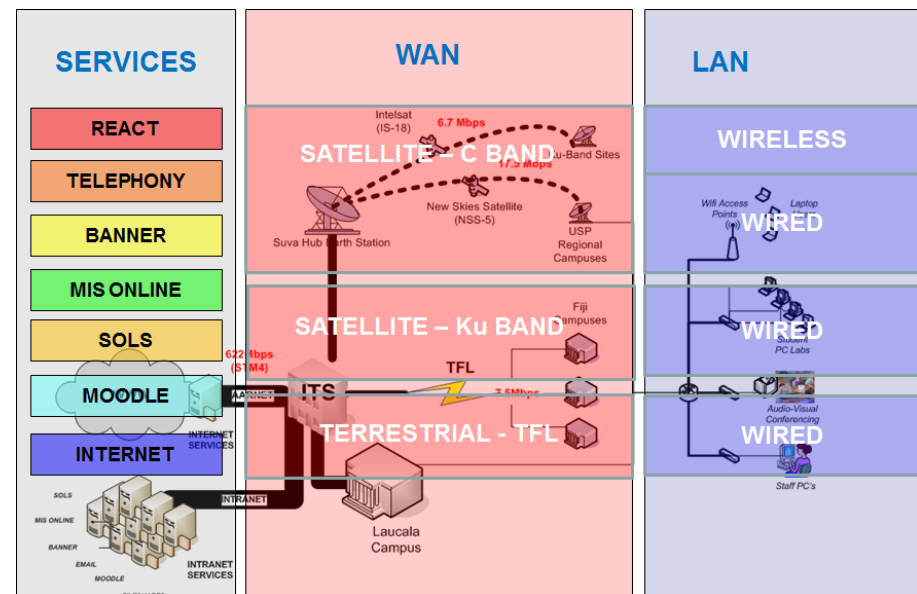 SERVICES
REACT
TELEPHONY
BANNER
MIS ONLINE
SOLS
MOODLE
INTERNET
622 Mbps
(STM4)
AARNET
INTERNET
SERVICES
INTRANET
SOLS
MIS ONLINE
BANNER
EMAIL
MOODLE
INTRANET
SERVICES
WAN
Intelsat
(IS-18)
6.7 Mbps
Ku-Band Sites
SATELLITE – C BAND
17.5 Mbps
New Skies Satellite
(NSS-5)
Suva Hub Earth Station
USP
Regional
Campuses
SATELLITE – Ku BAND
Fiji
Campuses
ITS
TFL
7.5Mbps
TERRESTRIAL - TFL
Laucala
Campus
LAN
WIRELESS
Wifi Access
Points
Laptop
WIRED
WIRED
Student
PC Labs
Audio-Visual
Conferencing
WIRED
Staff PC's